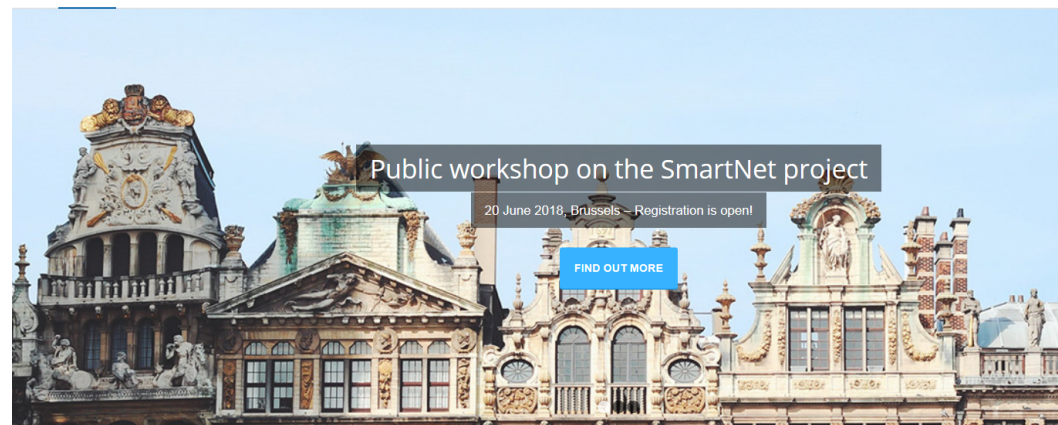 Public workshop on the SmartNet project
20 June 2018, Brussels – Registration is open!
FIND OUT MORE